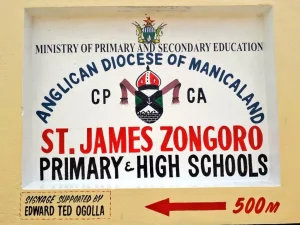 MINISTRY OF PRIMARY AND SECONDARY EDUCATION
ANGLICAN DIOCESE OF MANICALAND
CP CA
ST. JAMES ZONGORO
PRIMARY & HIGH SCHOOLS
SIGNAGE SUPPORTED BY
EDWARD TED OGOLLA
500M